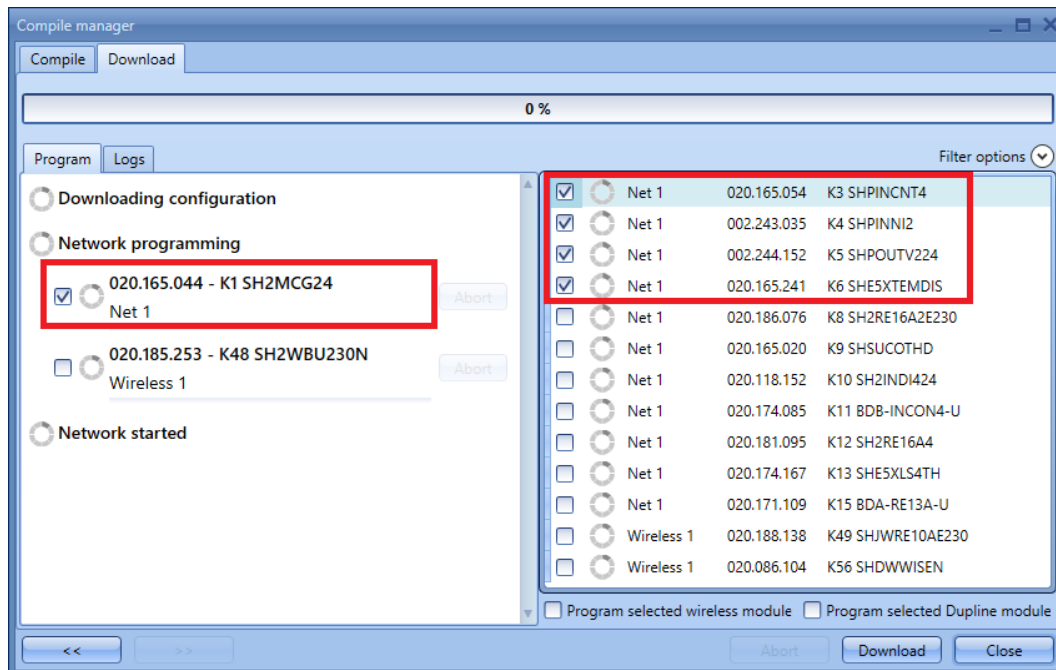 Compile manager
Compile Download
0 %
Program Logs
Filter options
Downloading configuration
Network programming
020.165.044 - K1 SH2MCG24
Net 1
Abort
020.185.253 - K48 SH2WBU230N
Wireless 1
Abort
Network started
Net 1 020.165.054 K3 SHPINCNT4
Net 1 002.243.035 K4 SHPINNI2
Net 1 002.244.152 K5 SHPOUTV224
Net 1 020.165.241 K6 SHE5XTEMDIS
Net 1 020.186.076 K8 SH2RE16A2E230
Net 1 020.165.020 K9 SHSUCOTHD
Net 1 020.118.152 K10 SH2INDI424
Net 1 020.174.085 K11 BDB-INCON4-U
Net 1 020.181.095 K12 SH2RE16A4
Net 1 020.174.167 K13 SHE5XLS4TH
Net 1 020.171.109 K15 BDA-RE13A-U
Wireless 1 020.188.138 K49 SHJWRE10AE230
Wireless 1 020.086.104 K56 SHDWWISEN
Program selected wireless module Program selected Dupline module
<< >> Abort Download Close